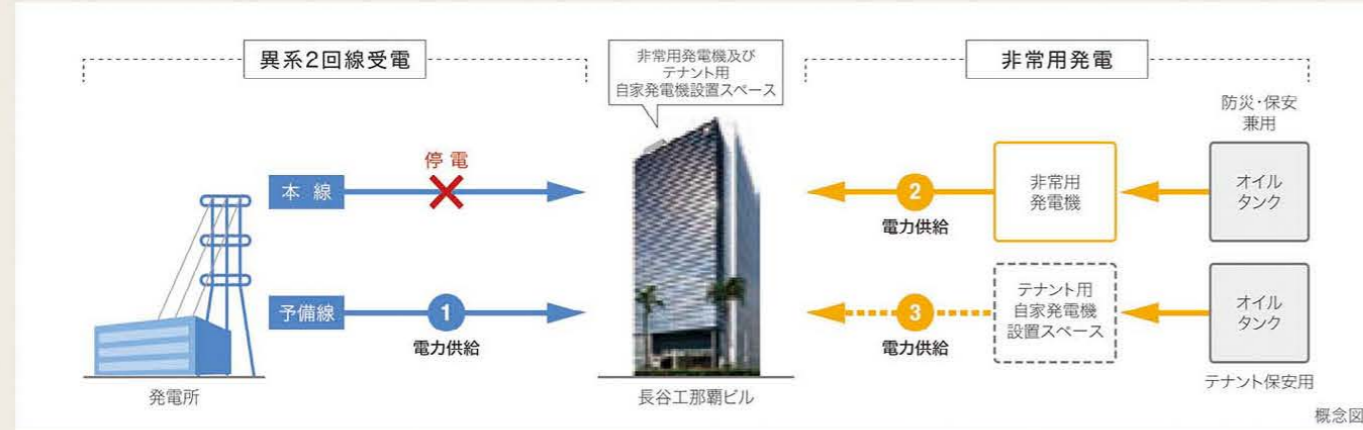 異系2回線受電
非常用発電機及び
テナント用
自家発電機設置スペース
非常用発電
防災・保安
兼用
停電
本線
2
電力供給
非常用
発電機
オイル
タンク
予備線
1
電力供給
3
電力供給
テナント用
自家発電機
設置スペース
オイル
タンク
発電所
長谷工那覇ビル
テナント保安用
概念図